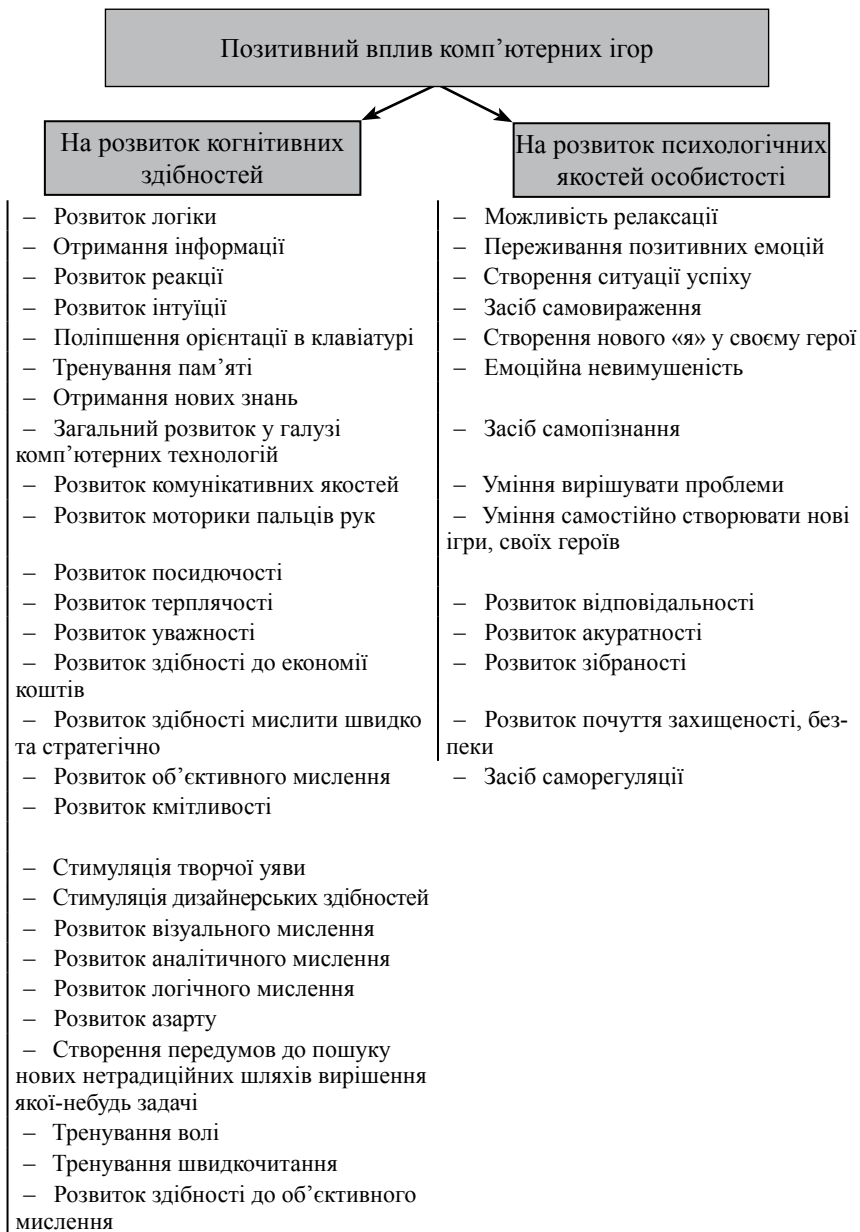 Позитивний вплив комп’ютерних ігор
На розвиток когнітивних
здібностей
– Розвиток логіки
– Отримання інформації
– Розвиток реакції
– Розвиток інтуїції
– Поліпшення орієнтації в клавіатурі
– Тренування пам’яті
– Отримання нових знань
– Загальний розвиток у галузі
комп’ютерних технологій
– Розвиток комунікативних якостей
– Розвиток моторики пальців рук
– Розвиток посидючості
– Розвиток терплячості
– Розвиток уважності
– Розвиток здібності до економії
коштів
– Розвиток здібності мислити швидко
та стратегічно
– Розвиток об’єктивного мислення
– Розвиток кмітливості
– Стимуляція творчої уяви
– Стимуляція дизайнерських здібностей
– Розвиток візуального мислення
– Розвиток аналітичного мислення
– Розвиток логічного мислення
– Розвиток азарту
– Створення передумов до пошуку
нових нетрадиційних шляхів вирішення
якої-небудь задачі
– Тренування волі
– Тренування швидкочитання
– Розвиток здібності до об’єктивного
мислення
На розвиток психологічних
якостей особистості
– Можливість релаксації
– Переживання позитивних емоцій
– Створення ситуації успіху
– Засіб самовираження
– Створення нового «я» у своєму герої
– Емоційна невимушеність
– Засіб самопізнання
– Уміння вирішувати проблеми
– Уміння самостійно створювати нові
ігри, своїх героїв
– Розвиток відповідальності
– Розвиток акуратності
– Розвиток зібраності
– Розвиток почуття захищеності, без-
пеки
– Засіб саморегуляції